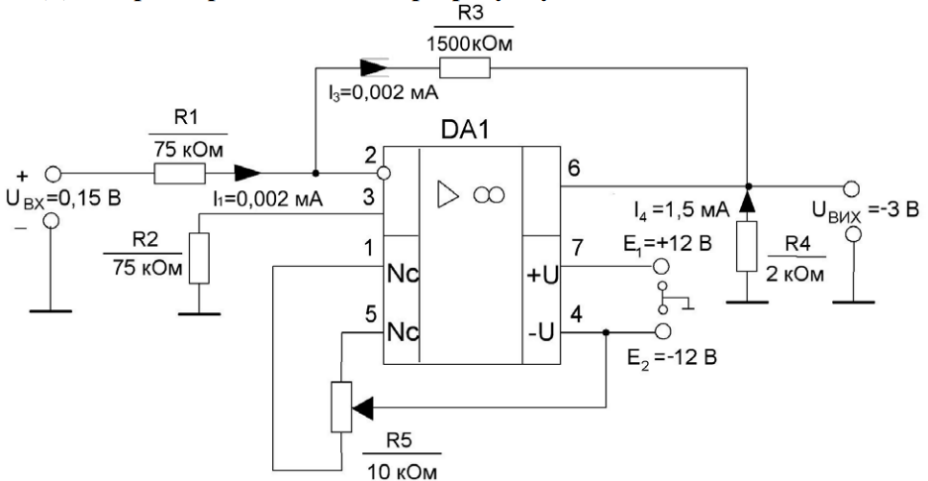 R3
1500кОм
I₃=0,002 мА
DA1
R1
75 кОм
+
2
6
U_ВХ=0,15 В
I₁=0,002 мА
3
∞
I₄ =1,5 мА
U_ВИХ =-3 В
–
R2
75 кОм
1
7
E₁=+12 В
R4
2 кОм
Nc
+U
5
4
Nc
-U
E₂ =-12 В
R5
10 кОм